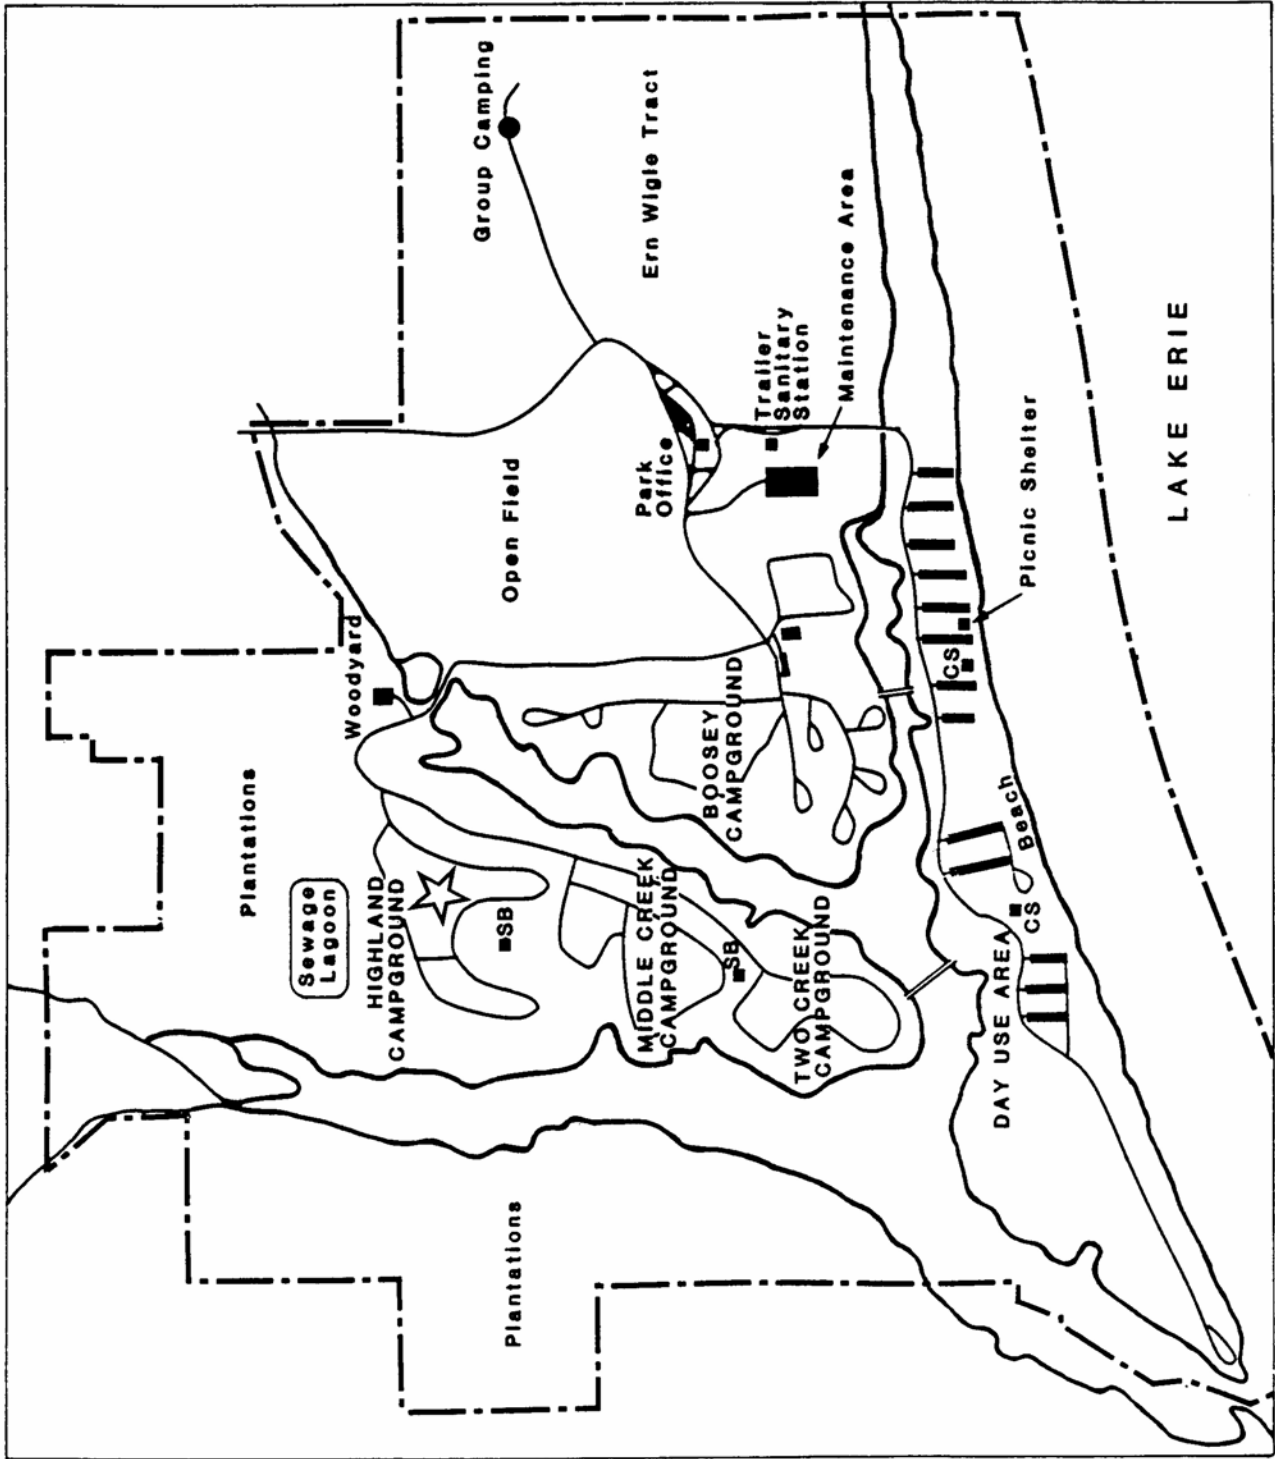 Group Camping
Ern Wigle Tract
Trailer
Sanitary
Station
Maintenance Area
Park
Office
Open Field
Picnic Shelter
LAKE ERIE
Woodyard
CS
BOOSEY
CAMPGROUND
Beach
Plantations
Sewage
Lagoon
HIGHLAND
CAMPGROUND
SB
MIDDLE CREEK
CAMPGROUND
SB
TWO CREEK
CAMPGROUND
CS
DAY USE AREA
Plantations